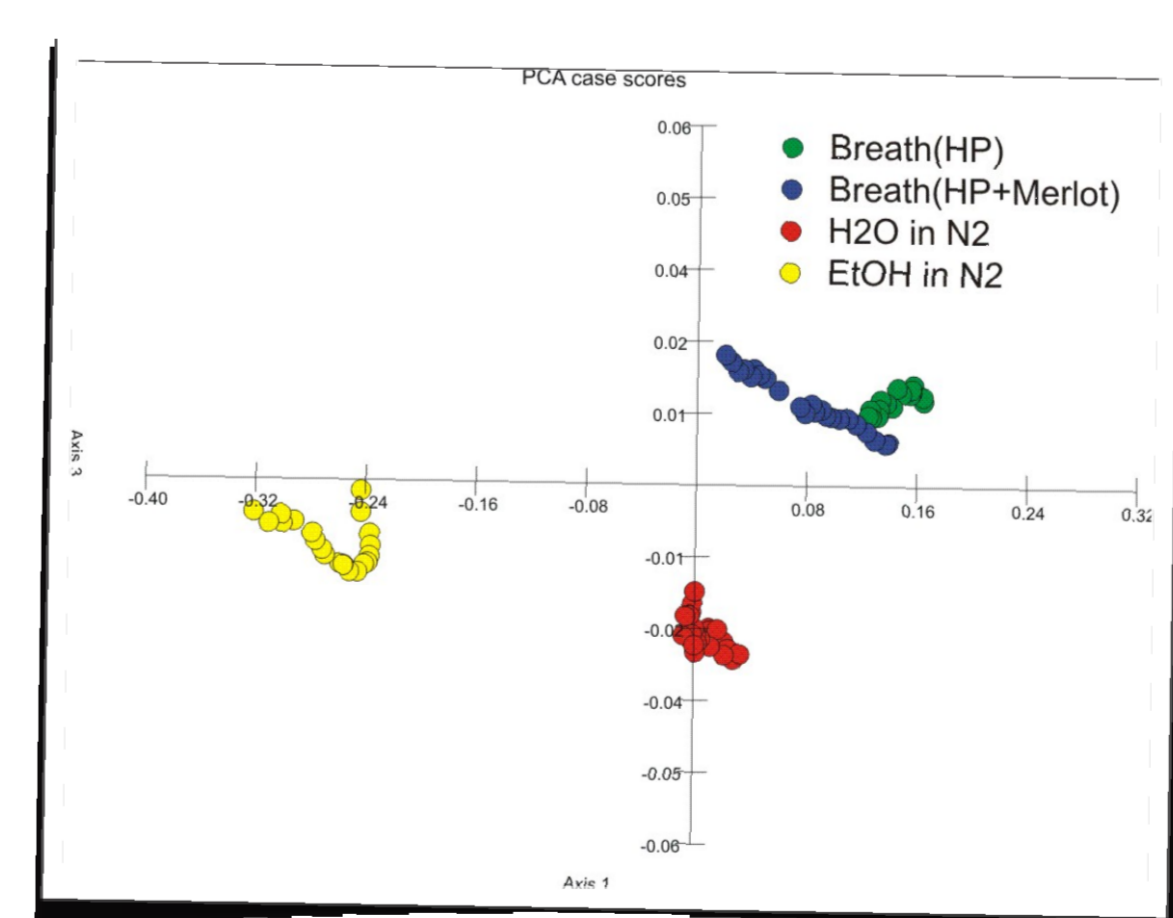 PCA case scores
0.06
Breath(HP)
0.05
Breath(HP+Merlot)
H2O in N2
0.04
EtOH in N2
0.02
0.01
Axis 3
-0.40
-0.32
-0.24
-0.16
-0.08
0.08
0.16
0.24
0.32
-0.01
-0.02
-0.04
-0.05
-0.06
Axis 1